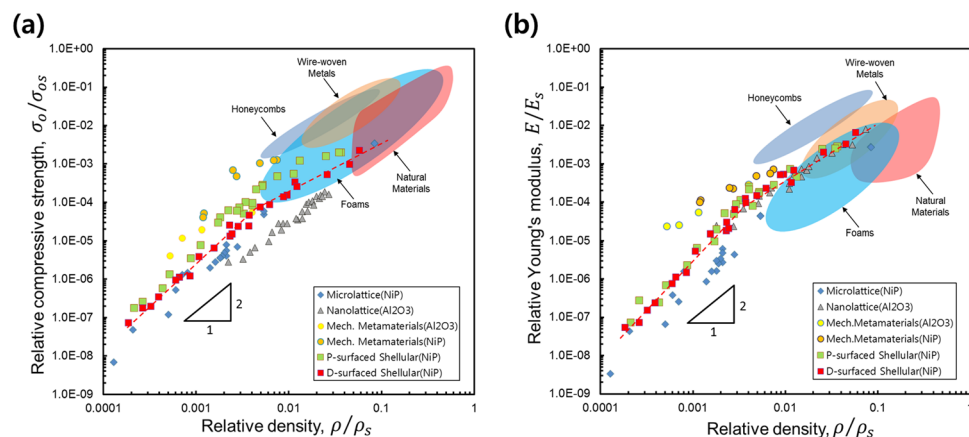 (a)
1.0E+00
1.0E-01
1.0E-02
1.0E-03
1.0E-04
1.0E-05
1.0E-06
1.0E-07
1.0E-08
1.0E-09
Relative compressive strength, σo/σos
Wire-woven
Metals
Honeycombs
Natural
Materials
Foams
2
1
Microlattice(NiP)
Nanolattice(Al2O3)
Mech. Metamaterials(Al2O3)
Mech. Metamaterials(NiP)
P-surfaced Shellular(NiP)
D-surfaced Shellular(NiP)
0.0001 0.001 0.01 0.1 1
Relative density, ρ/ρs
(b)
1.0E+00
1.0E-01
1.0E-02
1.0E-03
1.0E-04
1.0E-05
1.0E-06
1.0E-07
1.0E-08
1.0E-09
Relative Young's modulus, E/Es
Wire-woven
Metals
Honeycombs
Natural
Materials
Foams
2
1
Microlattice(NiP)
Nanolattice(Al2O3)
Mech.Metamaterials(Al2O3)
Mech.Metamaterials(NiP)
P-surfaced Shellular(NiP)
D-surfaced Shellular(NiP)
0.0001 0.001 0.01 0.1 1
Relative density, ρ/ρs